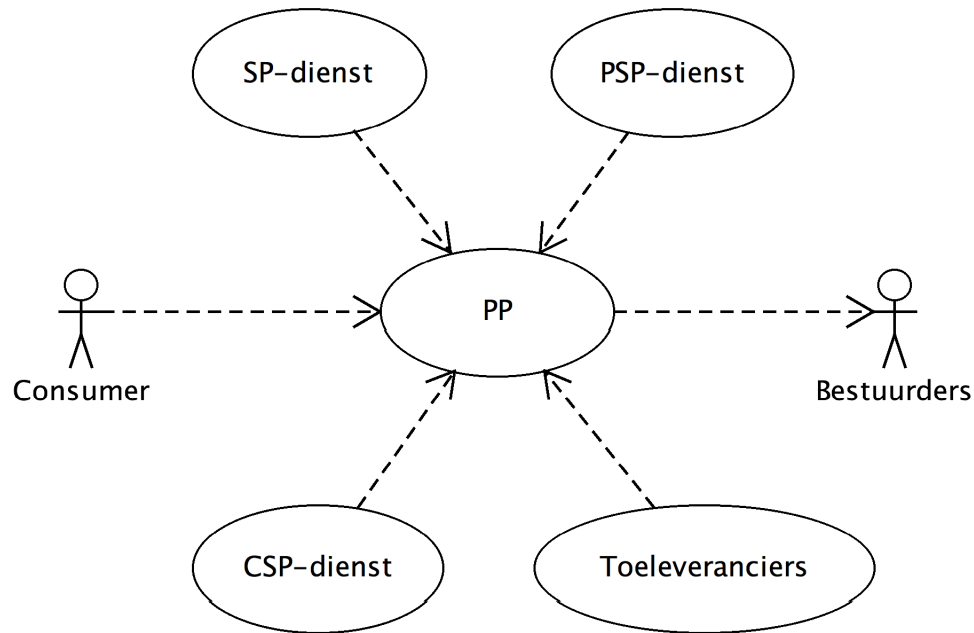 SP-dienst
PSP-dienst
PP
Consumer
Bestuurders
CSP-dienst
Toeleveranciers